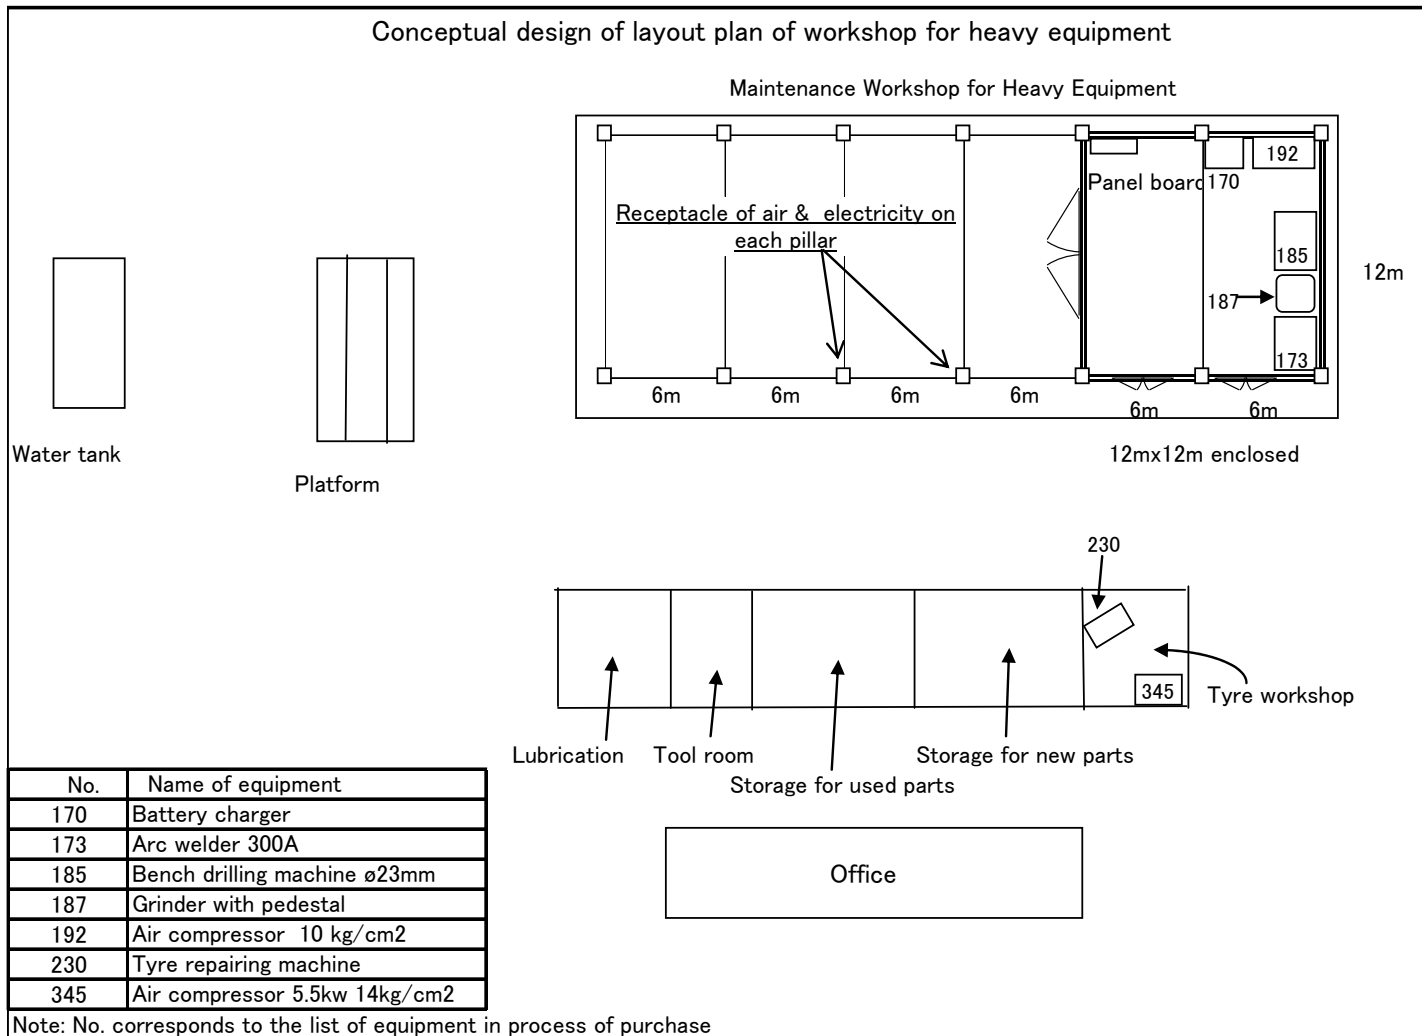 Conceptual design of layout plan of workshop for heavy equipment
Maintenance Workshop for Heavy Equipment
192
Panel board 170
Receptacle of air & electricity on
each pillar
185
12m
187
173
6m 6m 6m 6m 6m 6m
12mx12m enclosed
Water tank
Platform
230
345
Tyre workshop
Lubrication Tool room Storage for new parts
Storage for used parts
Office
No. Name of equipment
170 Battery charger
173 Arc welder 300A
185 Bench drilling machine ø23mm
187 Grinder with pedestal
192 Air compressor 10 kg/cm2
230 Tyre repairing machine
345 Air compressor 5.5kw 14kg/cm2
Note: No. corresponds to the list of equipment in process of purchase